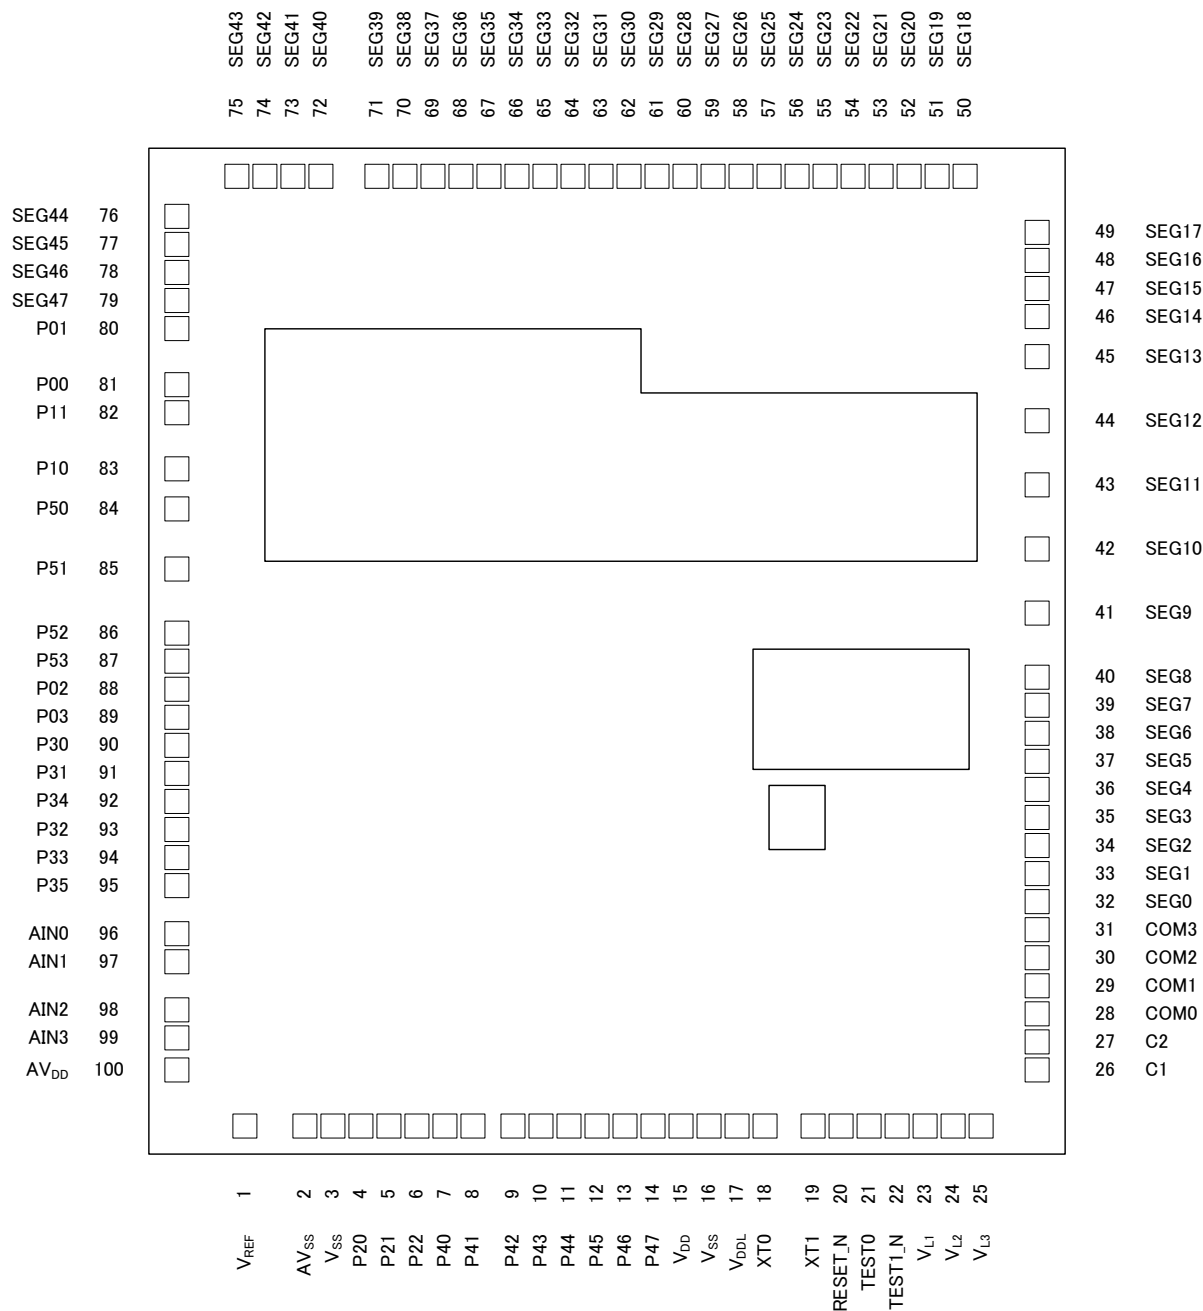 SEG43 SEG42 SEG41 SEG40 SEG39 SEG38 SEG37 SEG36 SEG35 SEG34 SEG33 SEG32 SEG31 SEG30 SEG29 SEG28 SEG27 SEG26 SEG25 SEG24 SEG23 SEG22 SEG21 SEG20 SEG19 SEG18
75 74 73 72 71 70 69 68 67 66 65 64 63 62 61 60 59 58 57 56 55 54 53 52 51 50
SEG44 76
SEG45 77
SEG46 78
SEG47 79
P01 80
P00 81
P11 82
P10 83
P50 84
P51 85
P52 86
P53 87
P02 88
P03 89
P30 90
P31 91
P34 92
P32 93
P33 94
P35 95
AIN0 96
AIN1 97
AIN2 98
AIN3 99
AVDD 100
49 SEG17
48 SEG16
47 SEG15
46 SEG14
45 SEG13
44 SEG12
43 SEG11
42 SEG10
41 SEG9
40 SEG8
39 SEG7
38 SEG6
37 SEG5
36 SEG4
35 SEG3
34 SEG2
33 SEG1
32 SEG0
31 COM3
30 COM2
29 COM1
28 COM0
27 C2
26 C1
1 2 3 4 5 6 7 8 9 10 11 12 13 14 15 16 17 18 19 20 21 22 23 24 25
VREF AVSS VSS P20 P21 P22 P40 P41 P42 P43 P44 P45 P46 P47 VDD VSS VDDL XT0 XT1 RESET_N TEST0 TEST1_N VL1 VL2 VL3